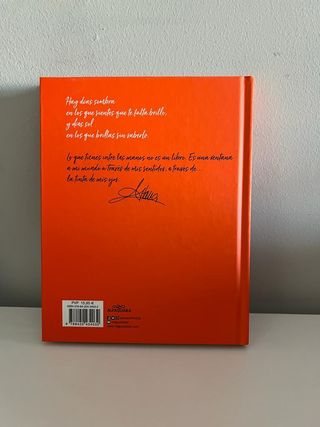 Hay días sombra
en los que sientes que te falta brillo,
y días sol
en los que brillas sin saberlo.
Lo que tienes entre las manos no es un libro. Es una ventana
a mi mundo a través de mis sentidos, a través de...
la tinta de mis ojos.
PVP. 15,95 €
ALFAGUARA